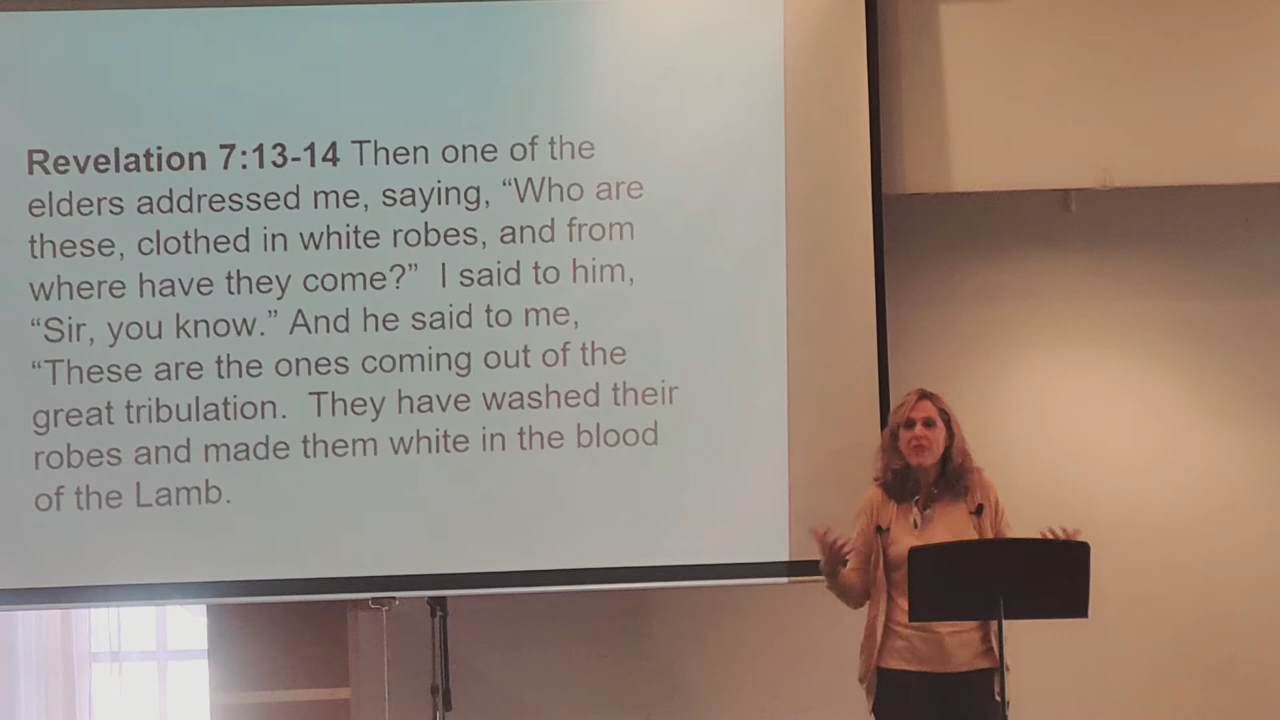 Revelation 7:13-14 Then one of the
elders addressed me, saying, “Who are
these, clothed in white robes, and from
where have they come?”  I said to him,
“Sir, you know.” And he said to me,
“These are the ones coming out of the
great tribulation.  They have washed their
robes and made them white in the blood
of the Lamb.